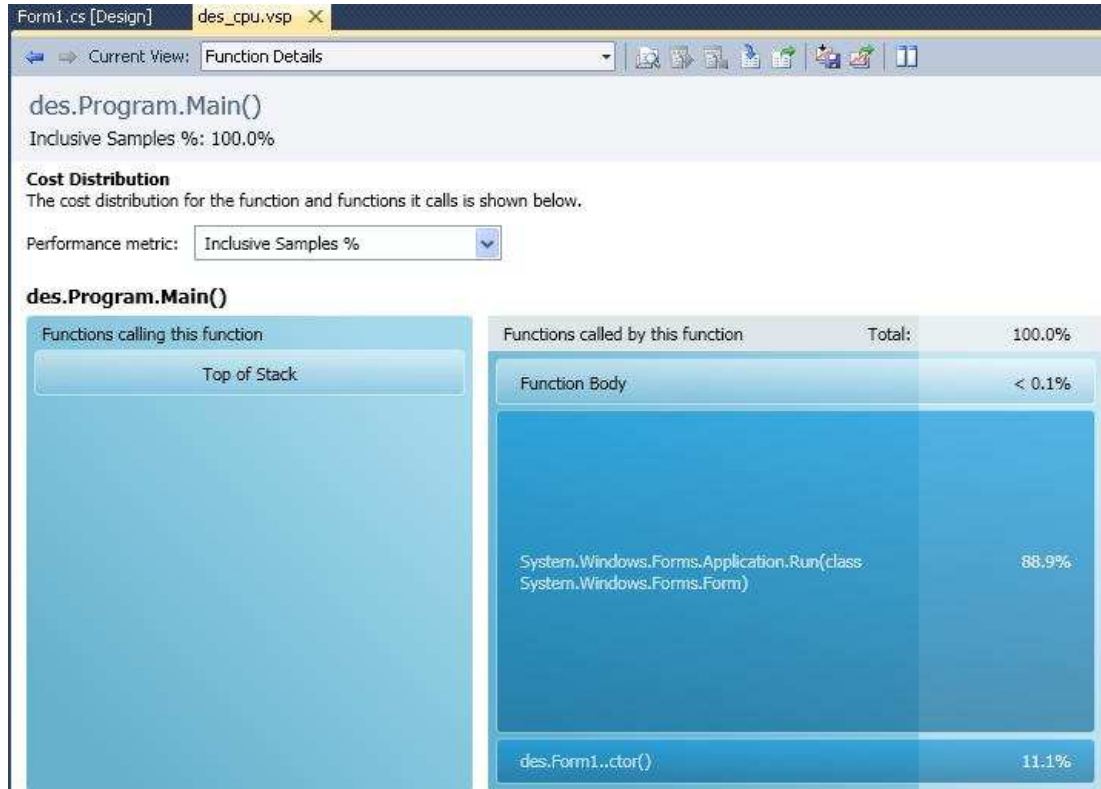 Form1.cs [Design]
des_cpu.vsp
Current View:
Function Details
des.Program.Main()
Inclusive Samples %: 100.0%
Cost Distribution
The cost distribution for the function and functions it calls is shown below.
Performance metric:
Inclusive Samples %
des.Program.Main()
Functions calling this function
Top of Stack
Functions called by this function Total: 100.0%
Function Body < 0.1%
System.Windows.Forms.Application.Run(class
System.Windows.Forms.Form)
88.9%
des.Form1..ctor() 11.1%